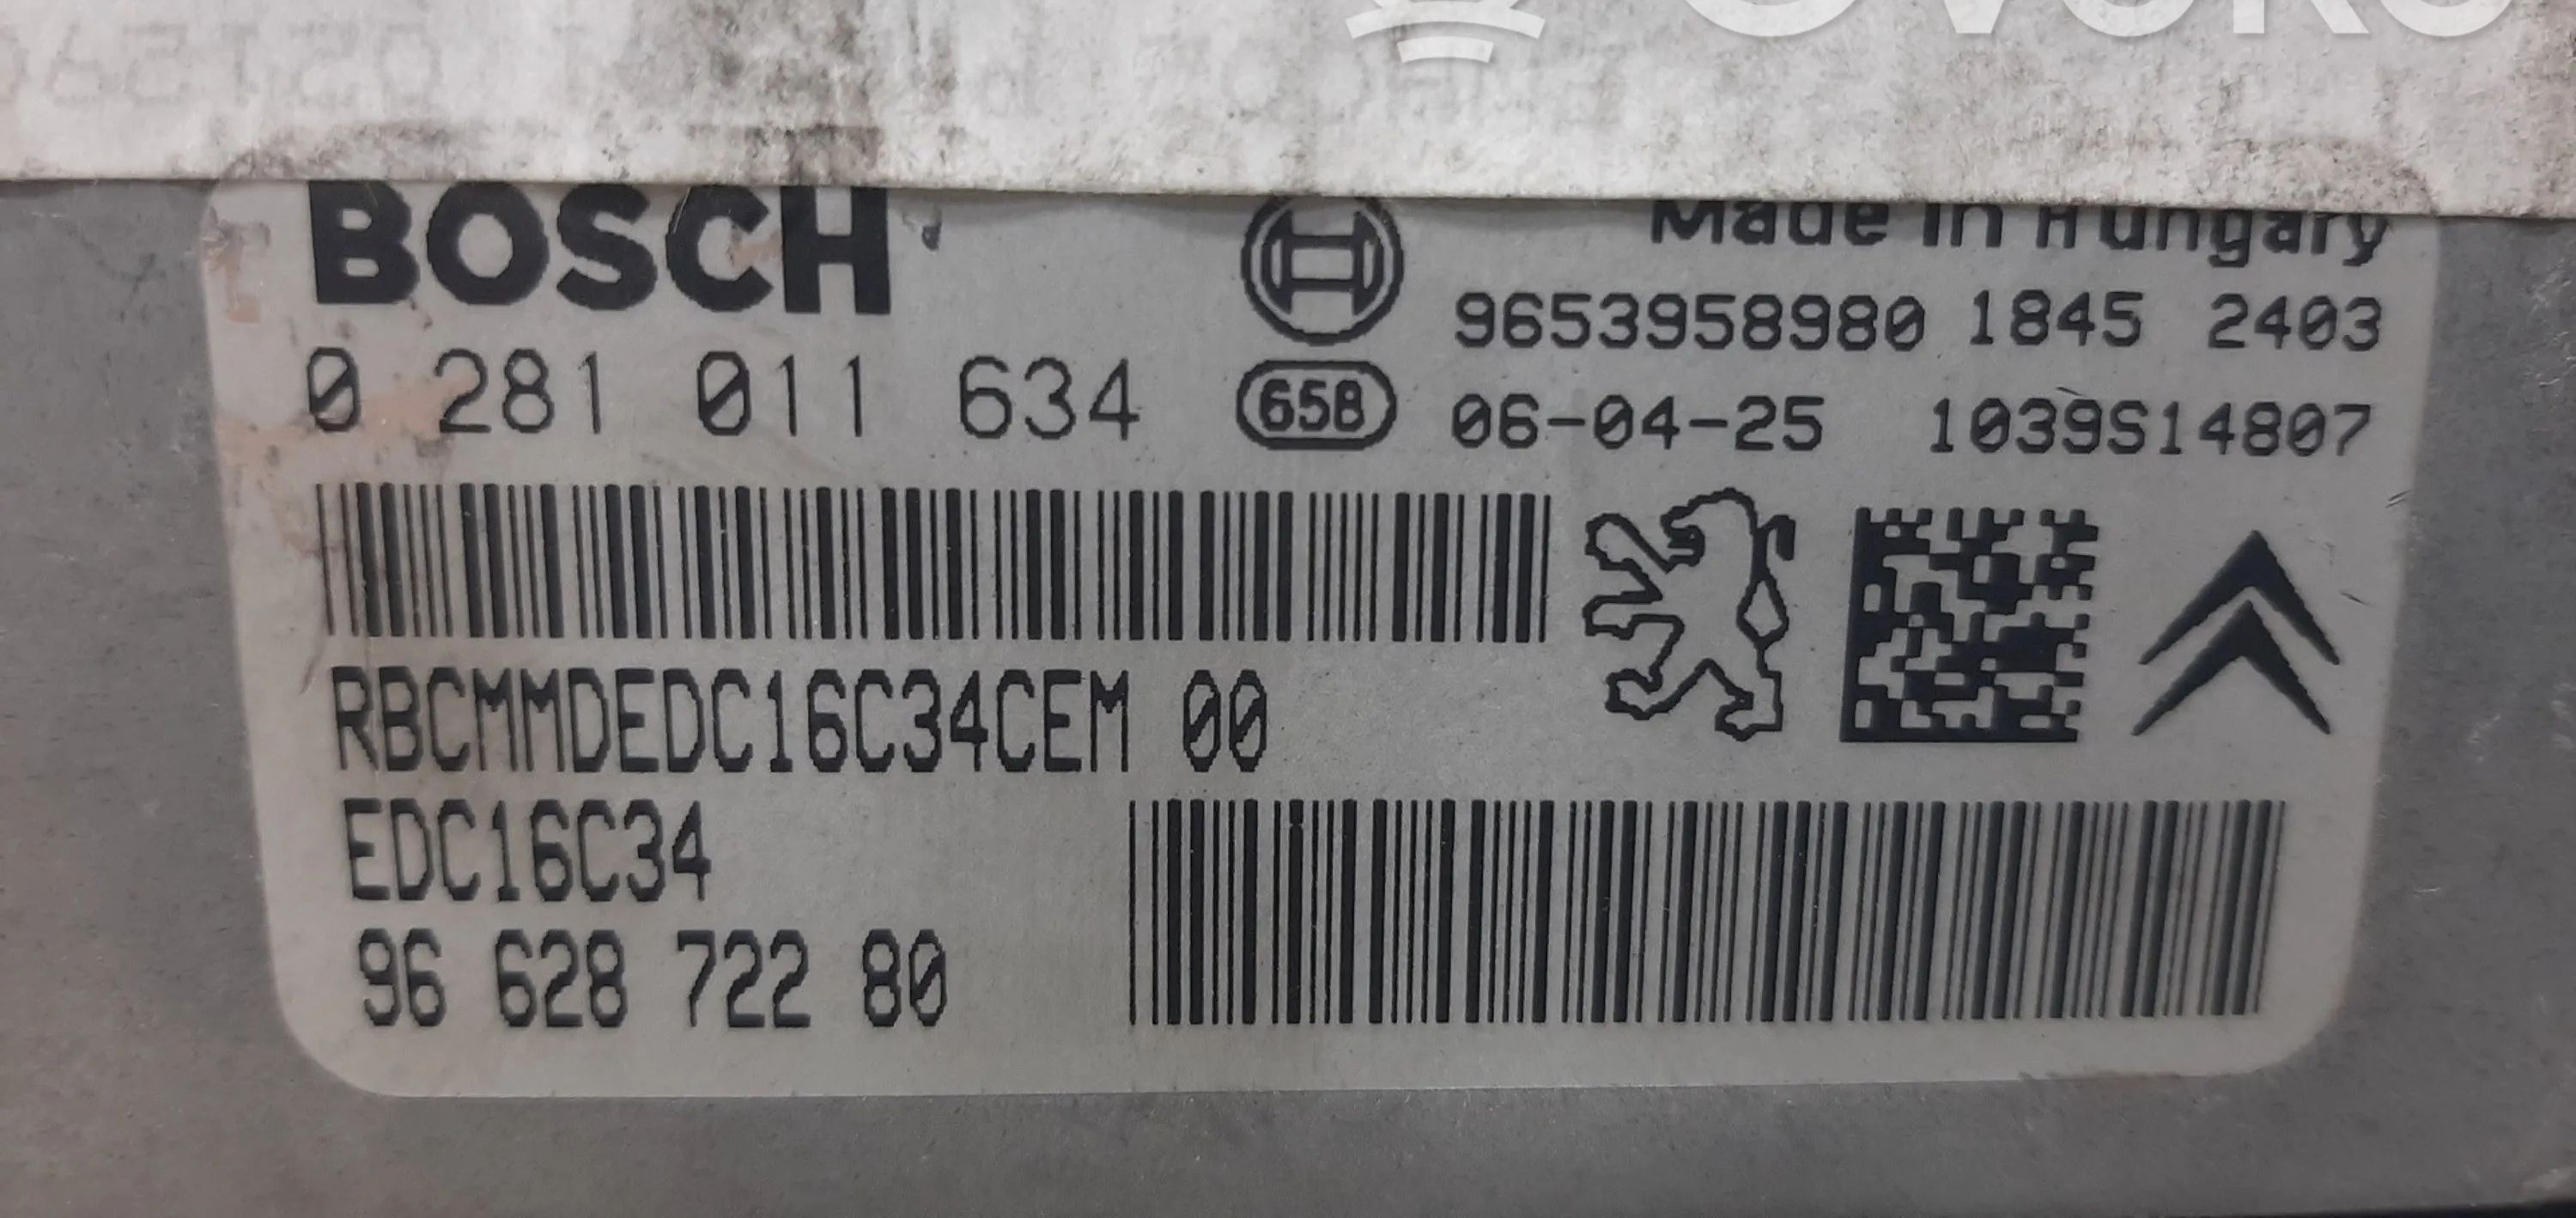 BOSCH
Made in Hungary
9653958980 1845 2403
0 281 011 634
658
06-04-25 1039S14807
RBCMMDEDC16C34CEM 00
EDC16C34
96 628 722 80